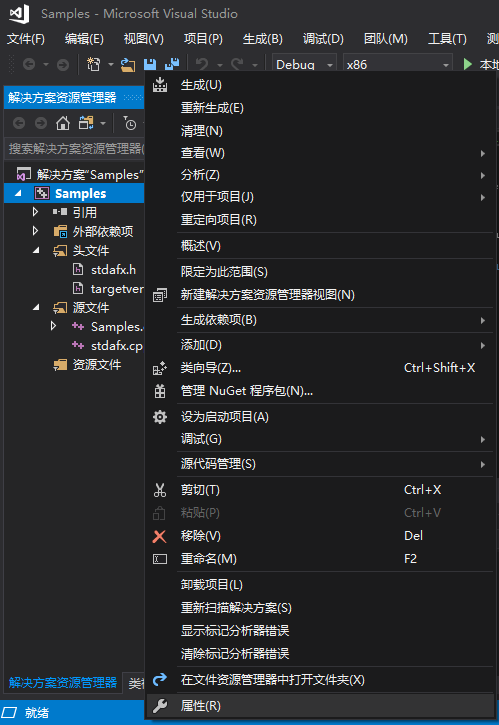 Samples - Microsoft Visual Studio
文件(F) 编辑(E) 视图(V) 项目(P) 生成(B) 调试(D) 团队(M) 工具(T) 测
Debug x86 本地
解决方案资源管理器
搜索解决方案资源管理器(
解决方案"Samples"
Samples
引用
外部依赖项
头文件
stdafx.h
targetver
源文件
Samples.
stdafx.cp
资源文件
解决方案资源管理器 类
就绪
生成(U)
重新生成(E)
清理(N)
查看(W)
分析(Z)
仅用于项目(J)
重定向项目(R)
概述(V)
限定为此范围(S)
新建解决方案资源管理器视图(N)
生成依赖项(B)
添加(D)
类向导(Z)... Ctrl+Shift+X
管理 NuGet 程序包(N)...
设为启动项目(A)
调试(G)
源代码管理(S)
剪切(T) Ctrl+X
粘贴(P) Ctrl+V
移除(V) Del
重命名(M) F2
卸载项目(L)
重新扫描解决方案(S)
显示标记分析器错误
清除标记分析器错误
在文件资源管理器中打开文件夹(X)
属性(R)